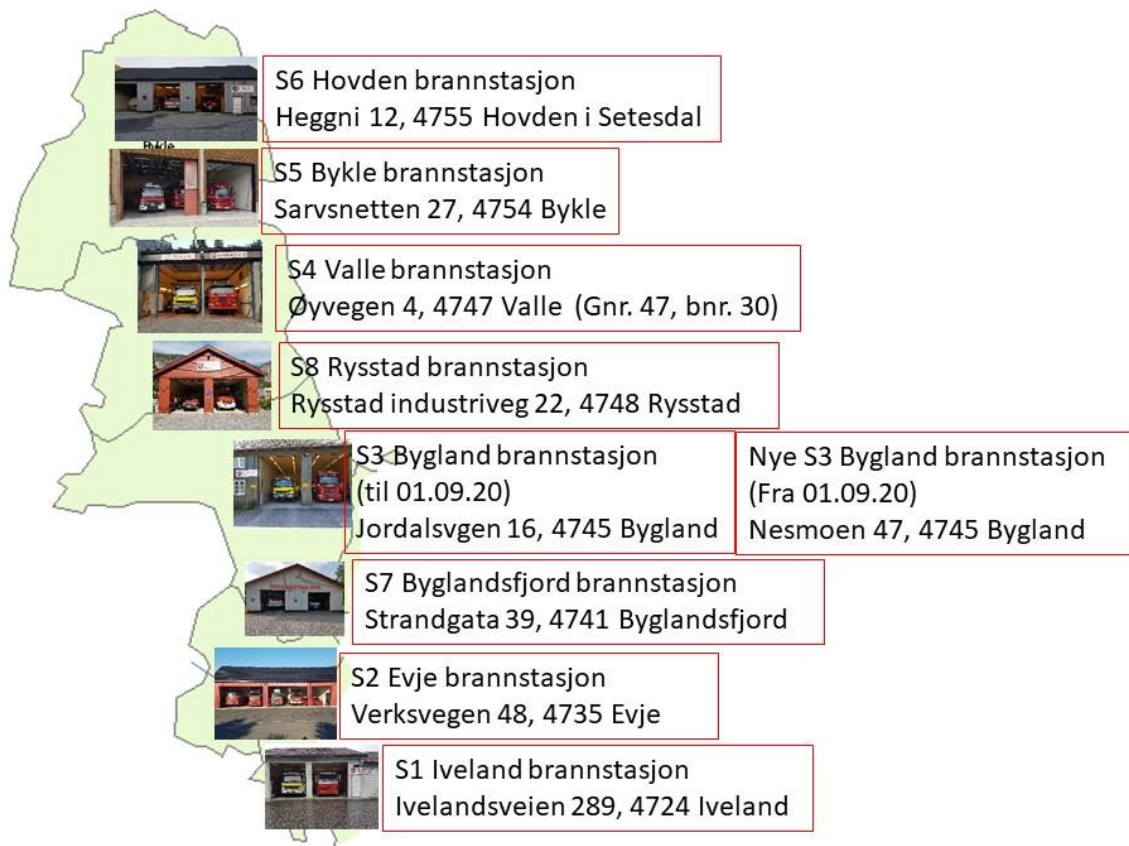 S6 Hovden brannstasjon
Heggni 12, 4755 Hovden i Setesdal
Bykle
S5 Bykle brannstasjon
Sarvsnetten 27, 4754 Bykle
S4 Valle brannstasjon
Øyvegen 4, 4747 Valle (Gnr. 47, bnr. 30)
S8 Rysstad brannstasjon
Rysstad industriveg 22, 4748 Rysstad
S3 Bygland brannstasjon
(til 01.09.20)
Jordalsvgen 16, 4745 Bygland
Nye S3 Bygland brannstasjon
(Fra 01.09.20)
Nesmoen 47, 4745 Bygland
S7 Byglandsfjord brannstasjon
Strandgata 39, 4741 Byglandsfjord
S2 Evje brannstasjon
Verksvegen 48, 4735 Evje
S1 Iveland brannstasjon
Ivelandsveien 289, 4724 Iveland